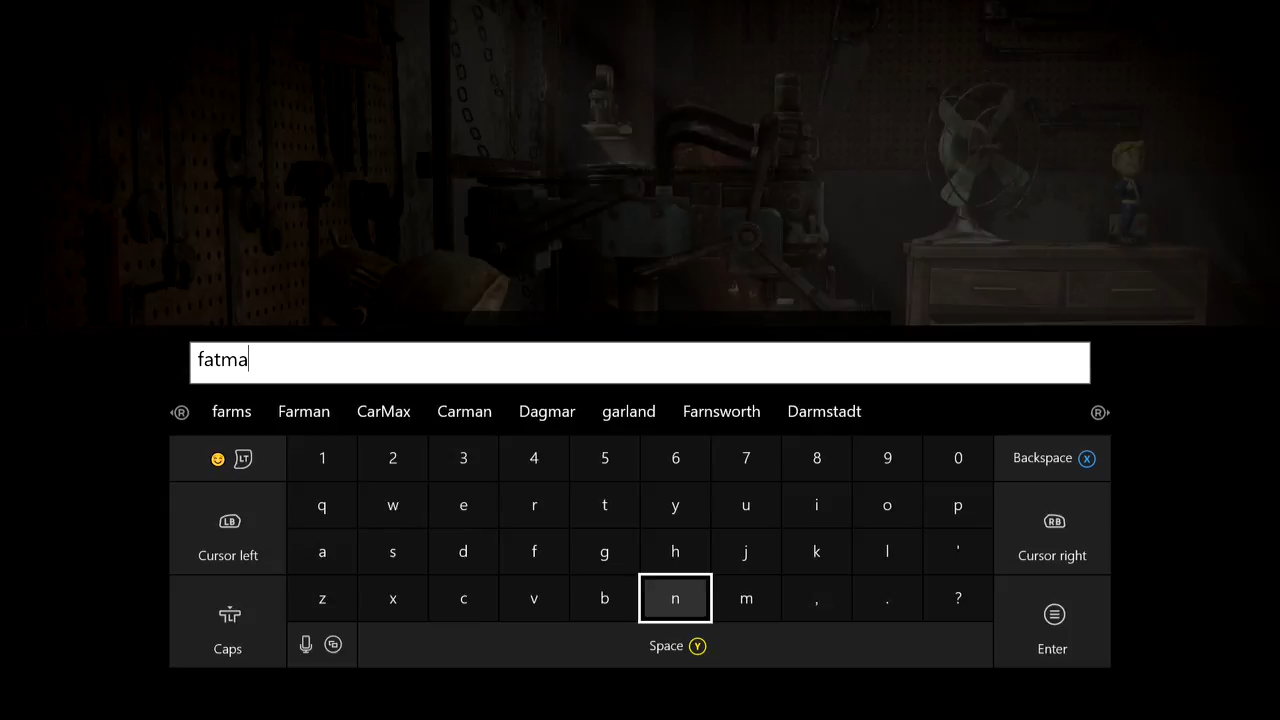 fatma
R farms Farman CarMax Carman Dagmar garland Farnsworth Darmstadt R
LT 1 2 3 4 5 6 7 8 9 0 Backspace X
q w e r t y u i o p
LB Cursor left a s d f g h j k l ' RB Cursor right
z x c v b n m , . ?
Caps Space Y Enter